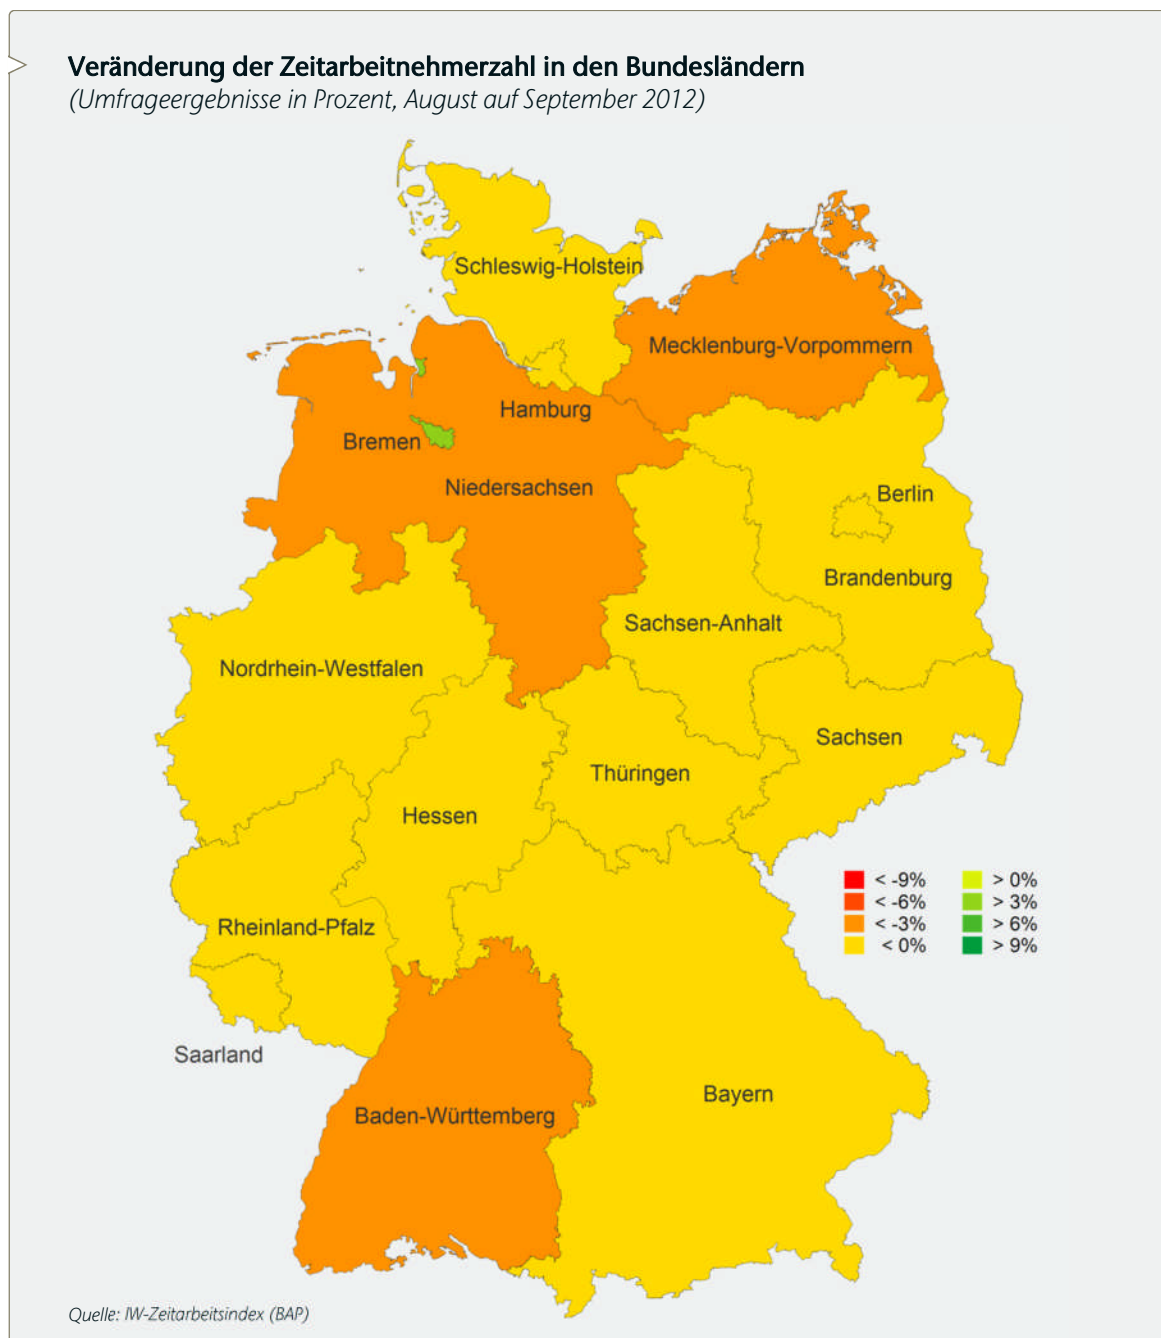 Veränderung der Zeitarbeitnehmerzahl in den Bundesländern
(Umfrageergebnisse in Prozent, August auf September 2012)
Schleswig-Holstein
Mecklenburg-Vorpommern
Hamburg
Bremen
Niedersachsen
Berlin
Brandenburg
Sachsen-Anhalt
Nordrhein-Westfalen
Sachsen
Thüringen
Hessen
< -9% > 0%
< -6% > 3%
< -3% > 6%
< 0% > 9%
Rheinland-Pfalz
Saarland
Bayern
Baden-Württemberg
Quelle: IW-Zeitarbeitsindex (BAP)